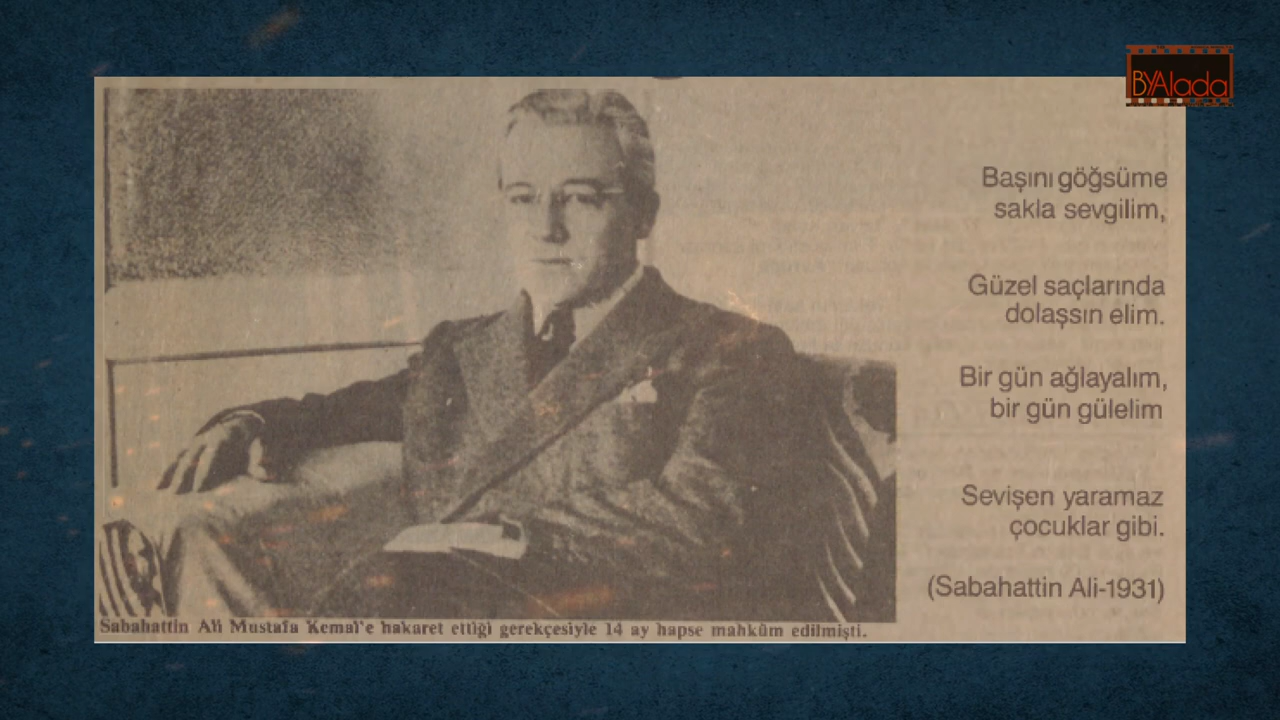 BYAlada
Başını göğsüme
sakla sevgilim,
Güzel saçlarında
dolaşsın elim.
Bir gün ağlayalım,
bir gün gülelim
Sevişen yaramaz
çocuklar gibi.
(Sabahattin Ali-1931)
Sabahattin Ali Mustafa Kemal'e hakaret ettiği gerekçesiyle 14 ay hapse mahkûm edilmişti.